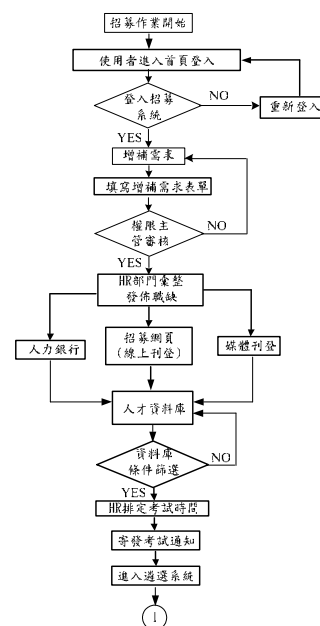 招募作業開始
使用者進入首頁登入
登入招募
系統
NO
重新登入
YES
增補需求
填寫增補需求表單
權限主
管審核
NO
YES
HR部門彙整
發佈職缺
人力銀行
招募網頁
(線上刊登)
媒體刊登
人才資料庫
資料庫
條件篩選
NO
YES
HR排定考試時間
寄發考試通知
進入遴選系統
1